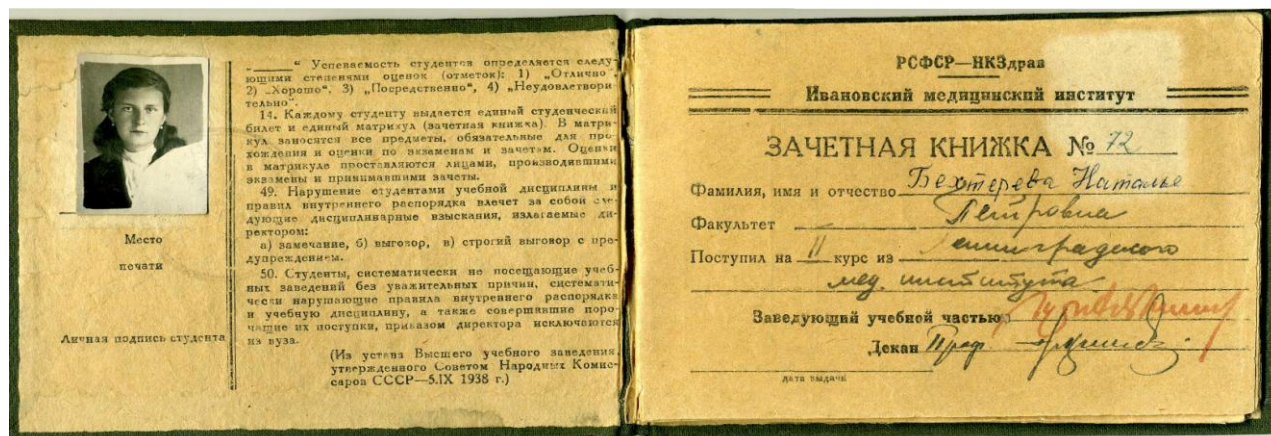 “ Успеваемость студентов определяется следу-
ющими степенями оценок (отметок): 1) „Отлично“,
2) „Хорошо“, 3) „Посредственно“, 4) „Неудовлетвори
тельно“.
14. Каждому студенту выдается единый студенческий
билет и единый матрикул (зачетная книжка). В матри-
кул заносятся все предметы, обязательные для про-
хождения и оценки по экзаменам и зачетам. Оценки
в матрикуле проставляются лицами, производившими
экзамены и принимавшими зачеты.
49. Нарушение студентами учебной дисциплины и
правил внутреннего распорядка влечет за собой сле-
дующие дисциплинарные взыскания, излагаемые ди-
ректором:
а) замечание, б) выговор, в) строгий выговор с пре-
дупреждением.
50. Студенты, систематически не посещающие учеб-
ных заведений без уважительных причин, системати-
чески нарушающие правила внутреннего распорядка
и учебную дисциплину, а также совершившие поро-
чащие их поступки, приказом директора исключаются
из вуза.
(Из устава Высшего учебного заведения,
утвержденного Советом Народных Комис-
саров СССР—5.IX 1938 г.)
Место
печати
Личная подпись студента
РСФСР—НКЗдрав
Ивановский медицинский институт
ЗАЧЕТНАЯ КНИЖКА № 72
Фамилия, имя и отчество Бехтерева Наталье
Факультет Петровна
Поступил на II курс из Ленинградского
мед. института
Заведующий учебной частью
Декан Проф.
дата выдачи